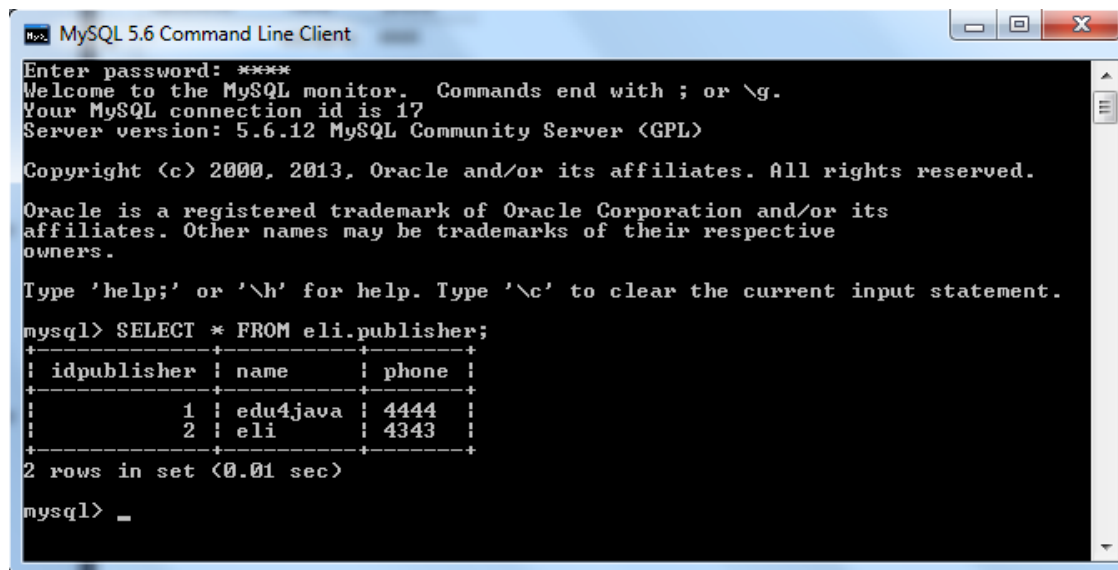 MySQL 5.6 Command Line Client
Enter password: ****
Welcome to the MySQL monitor.  Commands end with ; or \g.
Your MySQL connection id is 17
Server version: 5.6.12 MySQL Community Server (GPL)
Copyright (c) 2000, 2013, Oracle and/or its affiliates. All rights reserved.
Oracle is a registered trademark of Oracle Corporation and/or its
affiliates. Other names may be trademarks of their respective
owners.
Type 'help;' or '\h' for help. Type '\c' to clear the current input statement.
mysql> SELECT * FROM eli.publisher;
+-------------+----------+-------+
| idpublisher | name     | phone |
+-------------+----------+-------+
|           1 | edu4java | 4444  |
|           2 | eli      | 4343  |
+-------------+----------+-------+
2 rows in set (0.01 sec)
mysql> _